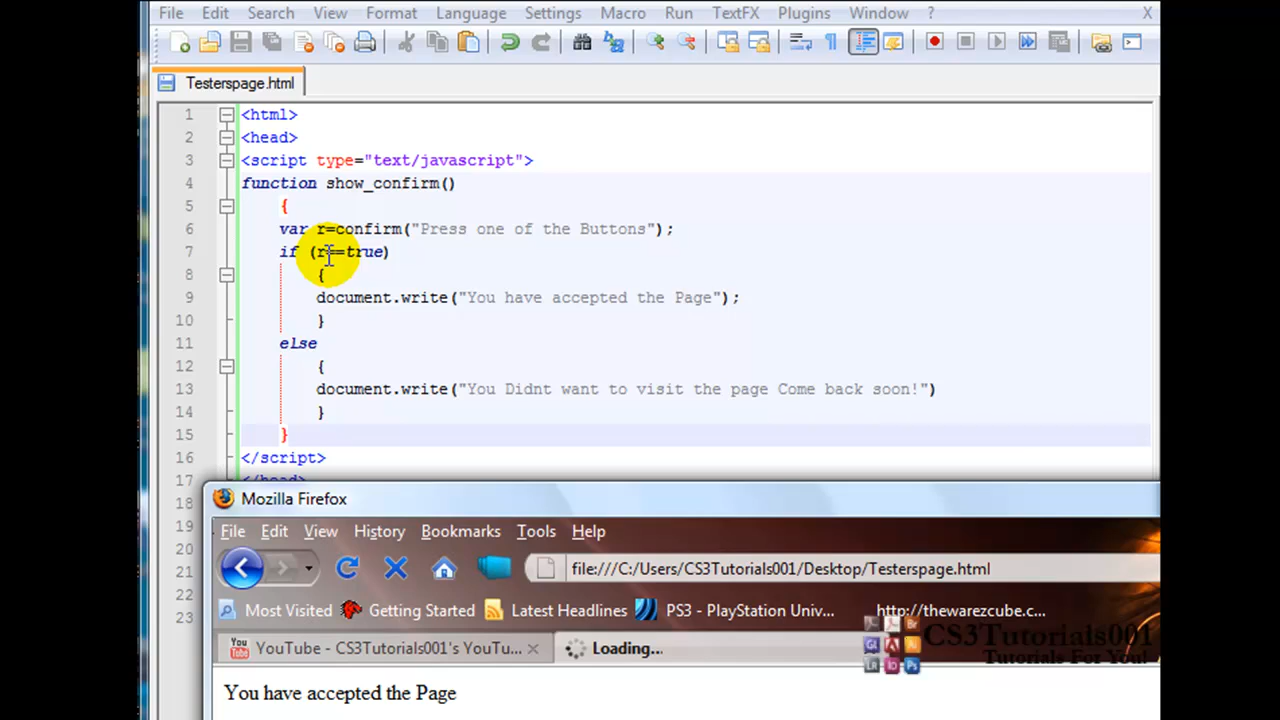 File Edit Search View Format Language Settings Macro Run TextFX Plugins Window ? X
Testerspage.html
1 <html>
2 <head>
3 <script type="text/javascript">
4 function show_confirm()
5 {
6 var r=confirm("Press one of the Buttons");
7 if (r==true)
8 {
9 document.write("You have accepted the Page");
10 }
11 else
12 {
13 document.write("You Didnt want to visit the page Come back soon!")
14 }
15 }
16 </script>
17 </head>
18
19
20
21
22
23
Mozilla Firefox
File Edit View History Bookmarks Tools Help
file:///C:/Users/CS3Tutorials001/Desktop/Testerspage.html
Most Visited Getting Started Latest Headlines PS3 - PlayStation Univ... http://thewarezcube.c...
You Tube YouTube - CS3Tutorials001's YouTu... Loading...
CS3Tutorials001
Tutorials For You!
You have accepted the Page